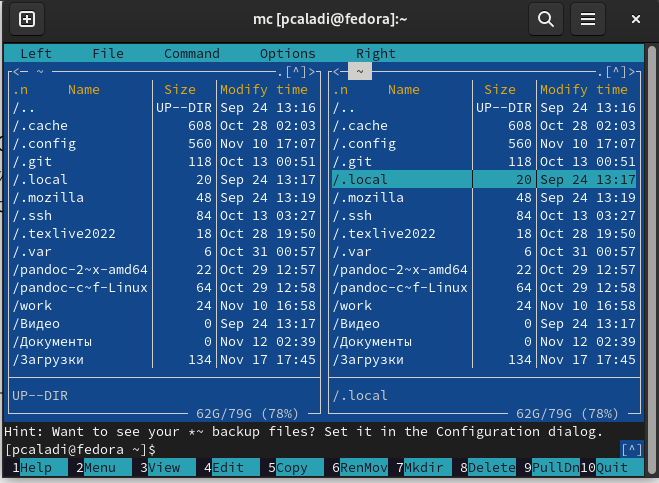 mc [pcaladi@fedora]:~
Left File Command Options Right
<─ ~ .[^]> <─ ~ .[^]>
.n Name Size Modify time .n Name Size Modify time
/.. UP--DIR Sep 24 13:16 /.. UP--DIR Sep 24 13:16
/.cache 608 Oct 28 02:03 /.cache 608 Oct 28 02:03
/.config 560 Nov 10 17:07 /.config 560 Nov 10 17:07
/.git 118 Oct 13 00:51 /.git 118 Oct 13 00:51
/.local 20 Sep 24 13:17 /.local 20 Sep 24 13:17
/.mozilla 48 Sep 24 13:19 /.mozilla 48 Sep 24 13:19
/.ssh 84 Oct 13 03:27 /.ssh 84 Oct 13 03:27
/.texlive2022 18 Oct 28 19:50 /.texlive2022 18 Oct 28 19:50
/.var 6 Oct 31 00:57 /.var 6 Oct 31 00:57
/pandoc-2~x-amd64 22 Oct 29 12:57 /pandoc-2~x-amd64 22 Oct 29 12:57
/pandoc-c~f-Linux 64 Oct 29 12:58 /pandoc-c~f-Linux 64 Oct 29 12:58
/work 24 Nov 10 16:58 /work 24 Nov 10 16:58
/Видео 0 Sep 24 13:17 /Видео 0 Sep 24 13:17
/Документы 0 Nov 12 02:39 /Документы 0 Nov 12 02:39
/Загрузки 134 Nov 17 17:45 /Загрузки 134 Nov 17 17:45
UP--DIR /.local
62G/79G (78%) 62G/79G (78%)
Hint: Want to see your *~ backup files? Set it in the Configuration dialog.
[pcaladi@fedora ~]$ [^]
1Help 2Menu 3View 4Edit 5Copy 6RenMov 7Mkdir 8Delete 9PullDn 10Quit